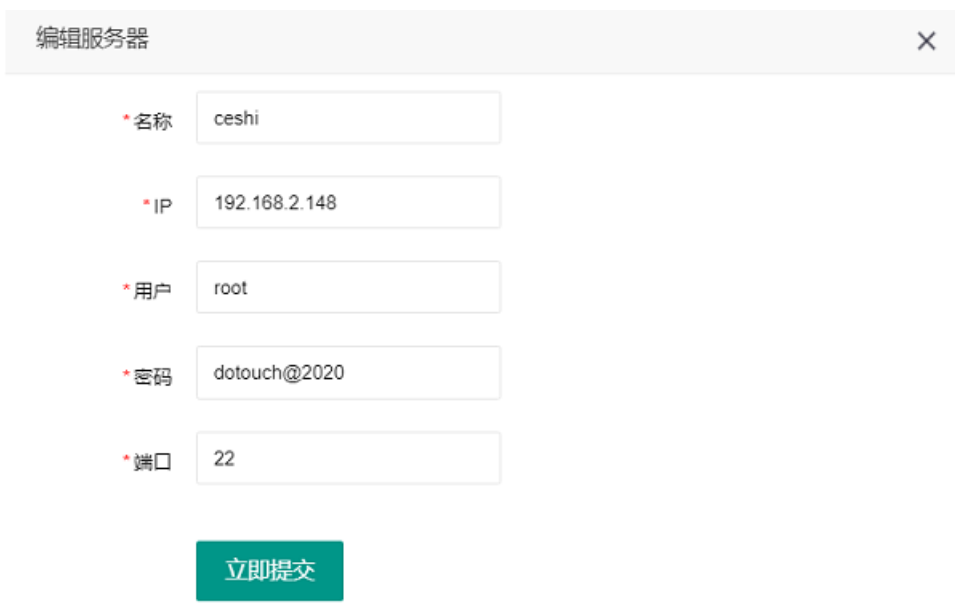 编辑服务器
*名称 ceshi
*IP 192.168.2.148
*用户 root
*密码 dotouch@2020
*端口 22
立即提交